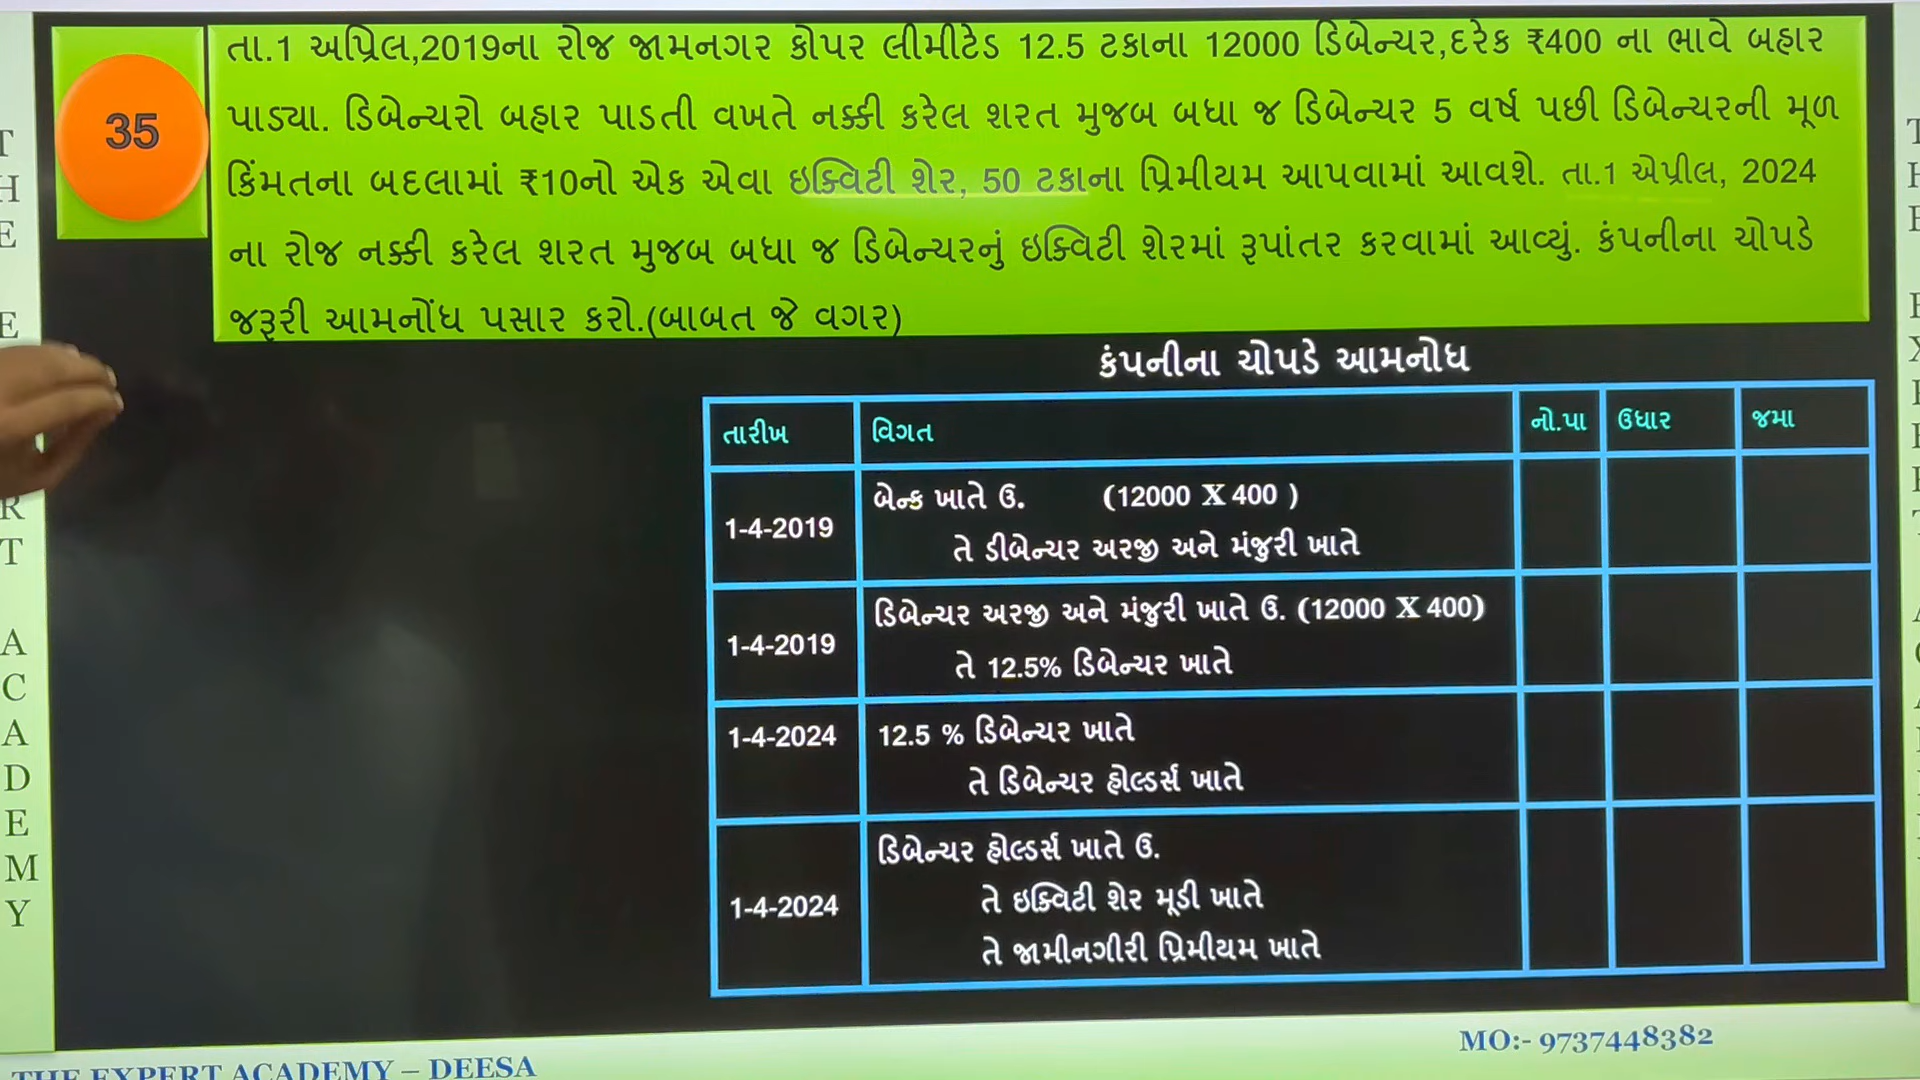 35
તા.1 અપ્રિલ,2019ના રોજ જામનગર કોપર લીમીટેડ 12.5 ટકાના 12000 ડિબેન્ચર,દરેક ₹400 ના ભાવે બહાર
પાડ્યા. ડિબેન્ચરો બહાર પાડતી વખતે નક્કી કરેલ શરત મુજબ બધા જ ડિબેન્ચર 5 વર્ષ પછી ડિબેન્ચરની મૂળ
કિંમતના બદલામાં ₹10નો એક એવા ઇક્વિટી શેર, 50 ટકાના પ્રિમીયમ આપવામાં આવશે. તા.1 એપ્રીલ, 2024
ના રોજ નક્કી કરેલ શરત મુજબ બધા જ ડિબેન્ચરનું ઇક્વિટી શેરમાં રૂપાંતર કરવામાં આવ્યું. કંપનીના ચોપડે
જરૂરી આમનોંધ પસાર કરો.(બાબત જે વગર)
કંપનીના ચોપડે આમનોધ
તારીખ વિગત નો.પા ઉધાર જમા
1-4-2019 બેન્ક ખાતે ઉ. (12000 X 400 )
તે ડીબેન્ચર અરજી અને મંજુરી ખાતે
1-4-2019 ડિબેન્ચર અરજી અને મંજુરી ખાતે ઉ. (12000 X 400)
તે 12.5% ડિબેન્ચર ખાતે
1-4-2024 12.5 % ડિબેન્ચર ખાતે
તે ડિબેન્ચર હોલ્ડર્સ ખાતે
1-4-2024 ડિબેન્ચર હોલ્ડર્સ ખાતે ઉ.
તે ઇક્વિટી શેર મૂડી ખાતે
તે જામીનગીરી પ્રિમીયમ ખાતે
MO:- 9737448382
THE EXPERT ACADEMY – DEESA